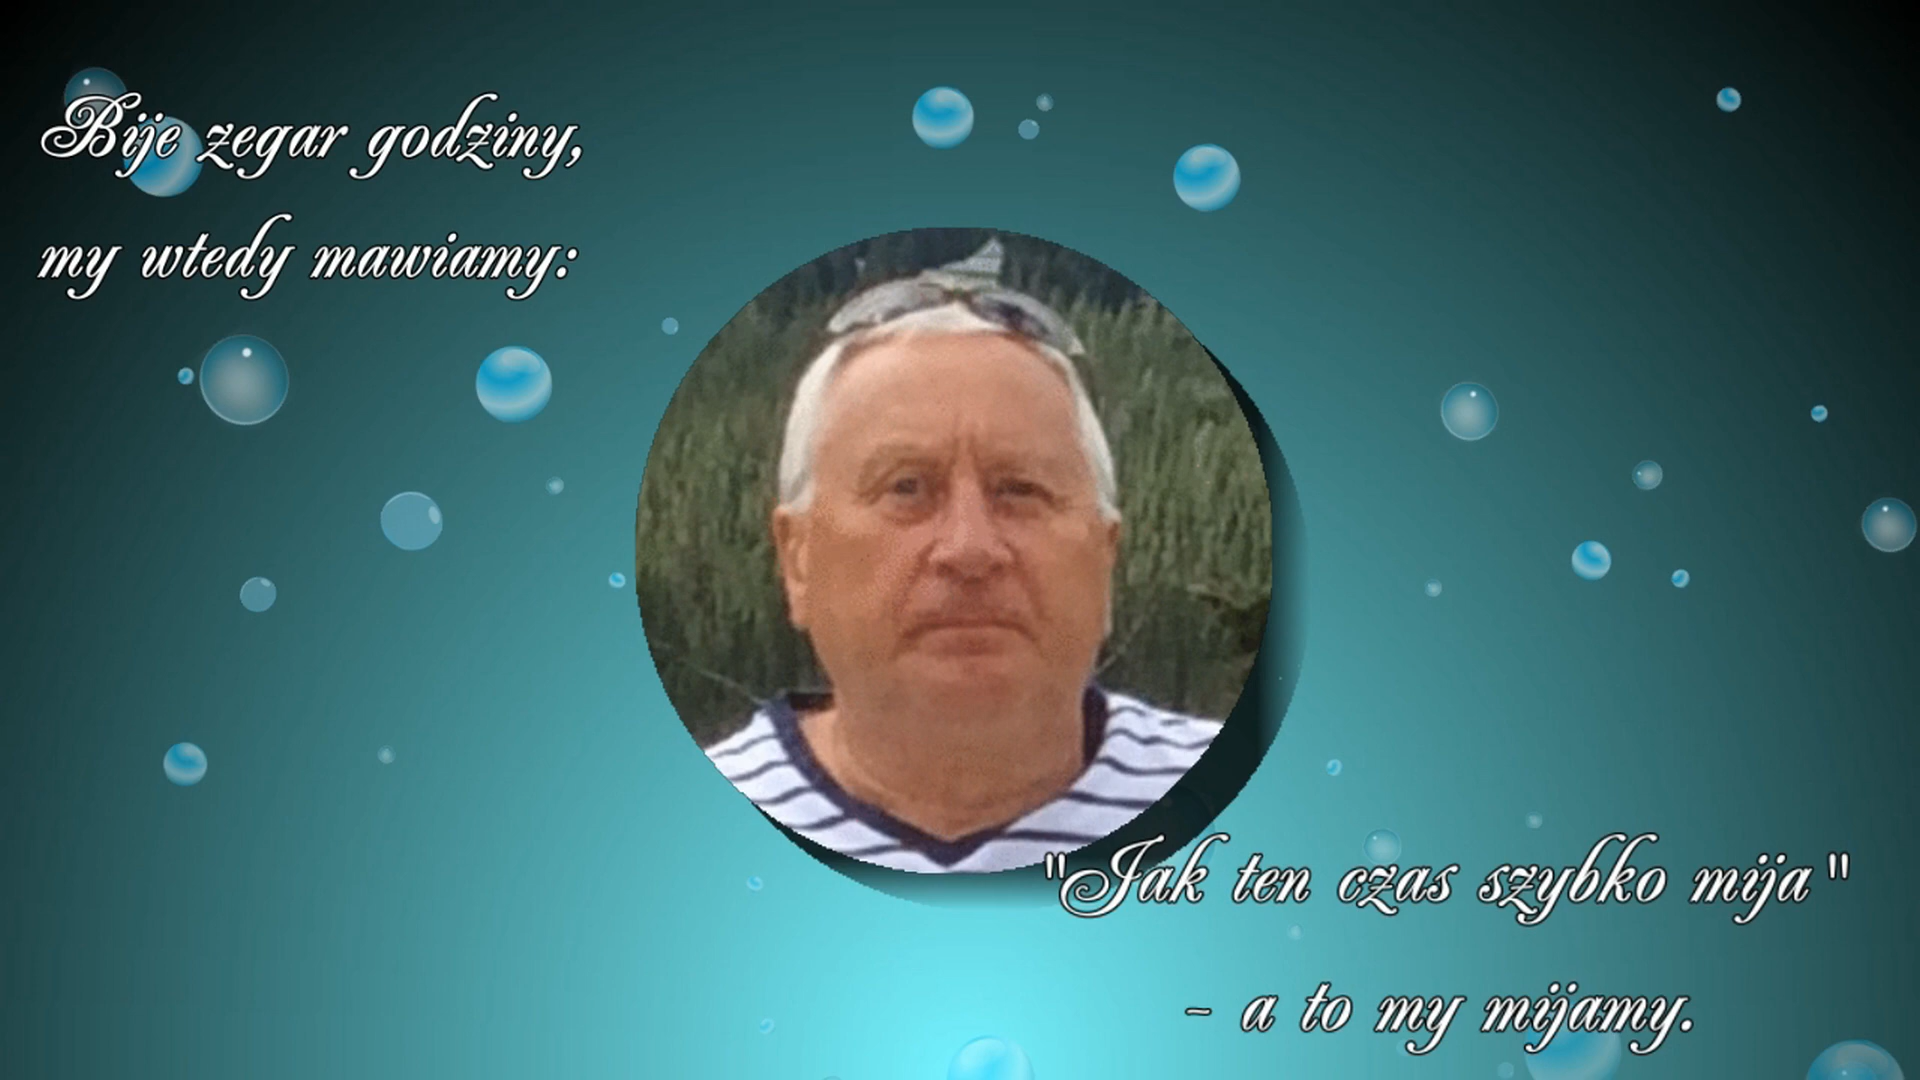 Bije zegar godziny,
my wtedy mawiamy:
"Jak ten czas szybko mija"
- a to my mijamy.